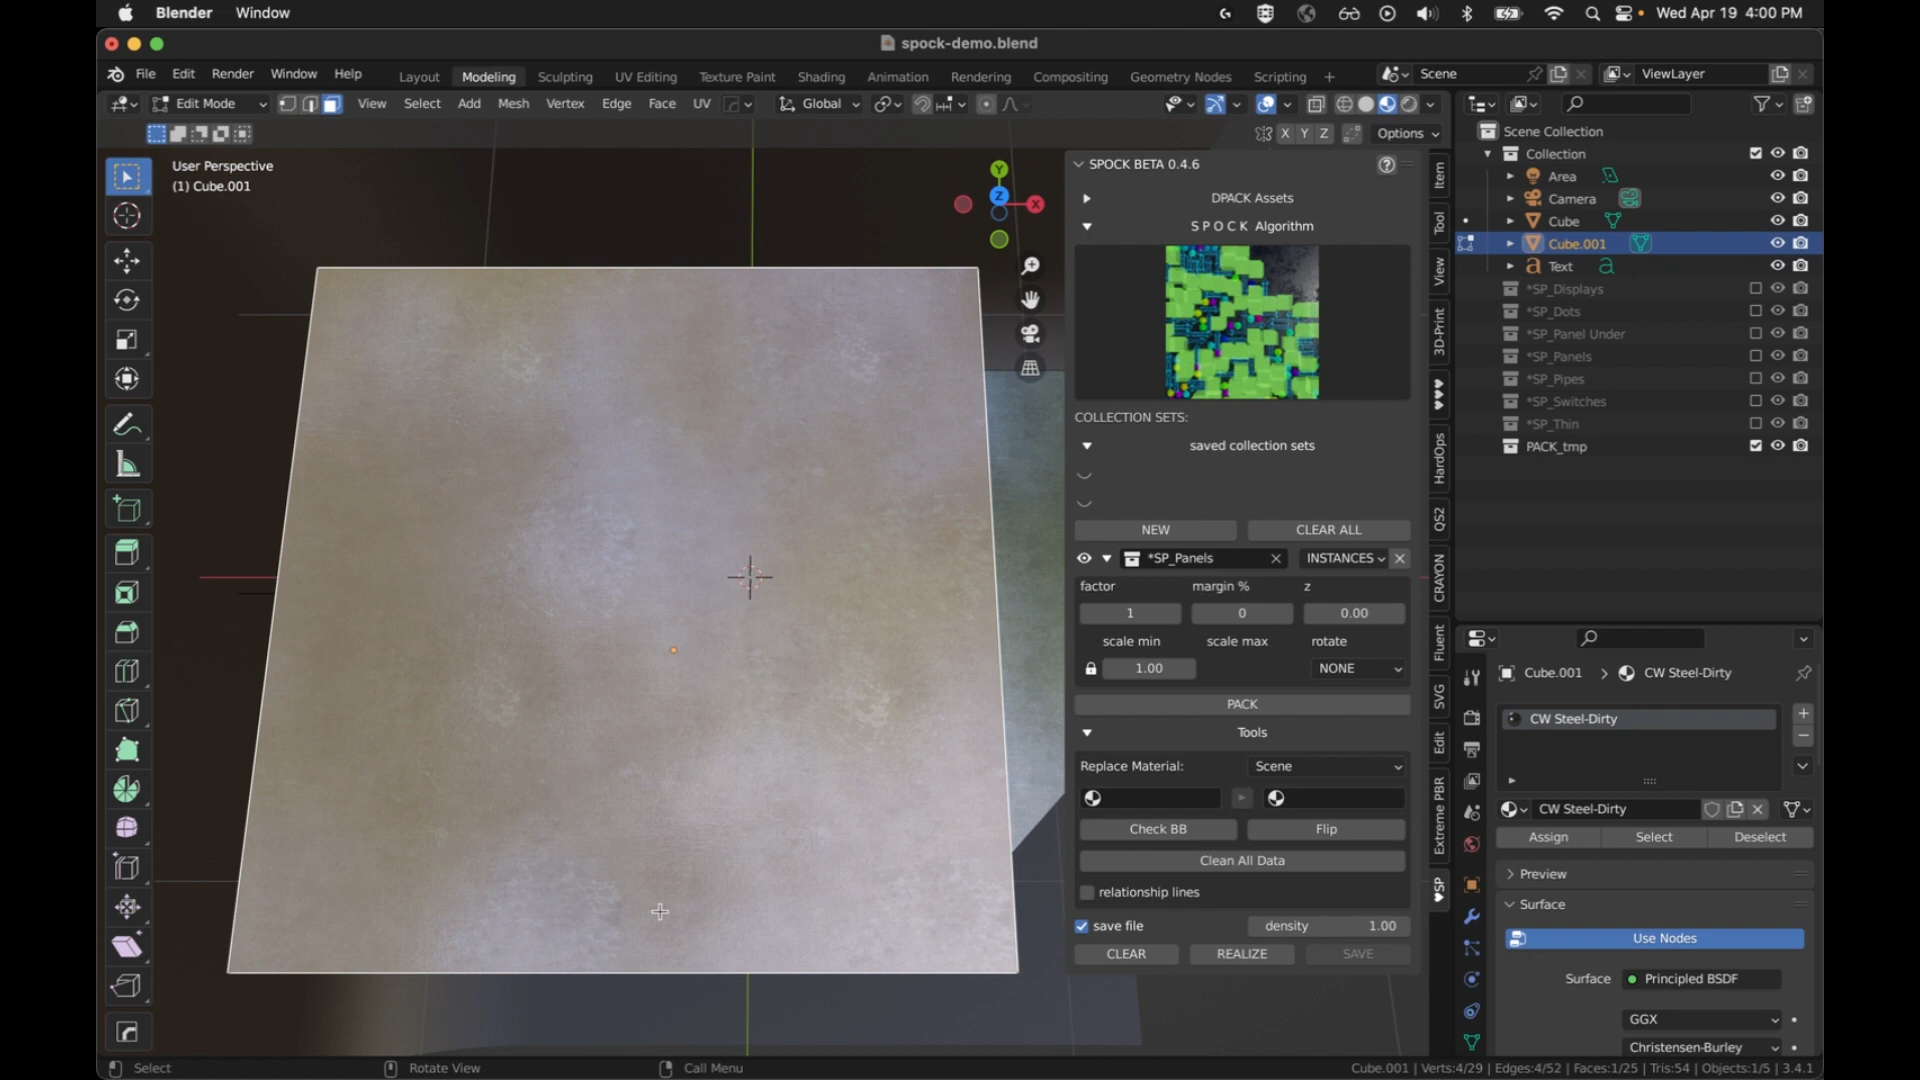 Blender Window Wed Apr 19 4:00 PM
spock-demo.blend
File Edit Render Window Help Layout Modeling Sculpting UV Editing Texture Paint Shading Animation Rendering Compositing Geometry Nodes Scripting + Scene ViewLayer
Edit Mode View Select Add Mesh Vertex Edge Face UV Global
X Y Z Options
User Perspective
(1) Cube.001
Y
Z
X
SPOCK BETA 0.4.6
DPACK Assets
S P O C K Algorithm
COLLECTION SETS:
saved collection sets
NEW CLEAR ALL
*SP_Panels INSTANCES
factor margin % z
1 0 0.00
scale min scale max rotate
1.00 NONE
PACK
Tools
Replace Material: Scene
Check BB Flip
Clean All Data
relationship lines
save file density 1.00
CLEAR REALIZE SAVE
Item
Tool
View
3D-Print
HardOps
QS2
CRAYON
Fluent
SVG
Edit
Extreme PBR
♥SP
Scene Collection
Collection
Area
Camera
Cube
Cube.001
Text
*SP_Displays
*SP_Dots
*SP_Panel Under
*SP_Panels
*SP_Pipes
*SP_Switches
*SP_Thin
PACK_tmp
Cube.001 > CW Steel-Dirty
CW Steel-Dirty
CW Steel-Dirty
Assign Select Deselect
Preview
Surface
Use Nodes
Surface Principled BSDF
GGX
Christensen-Burley
Select Rotate View Call Menu Cube.001 | Verts:4/29 | Edges:4/52 | Faces:1/25 | Tris:54 | Objects:1/5 | 3.4.1